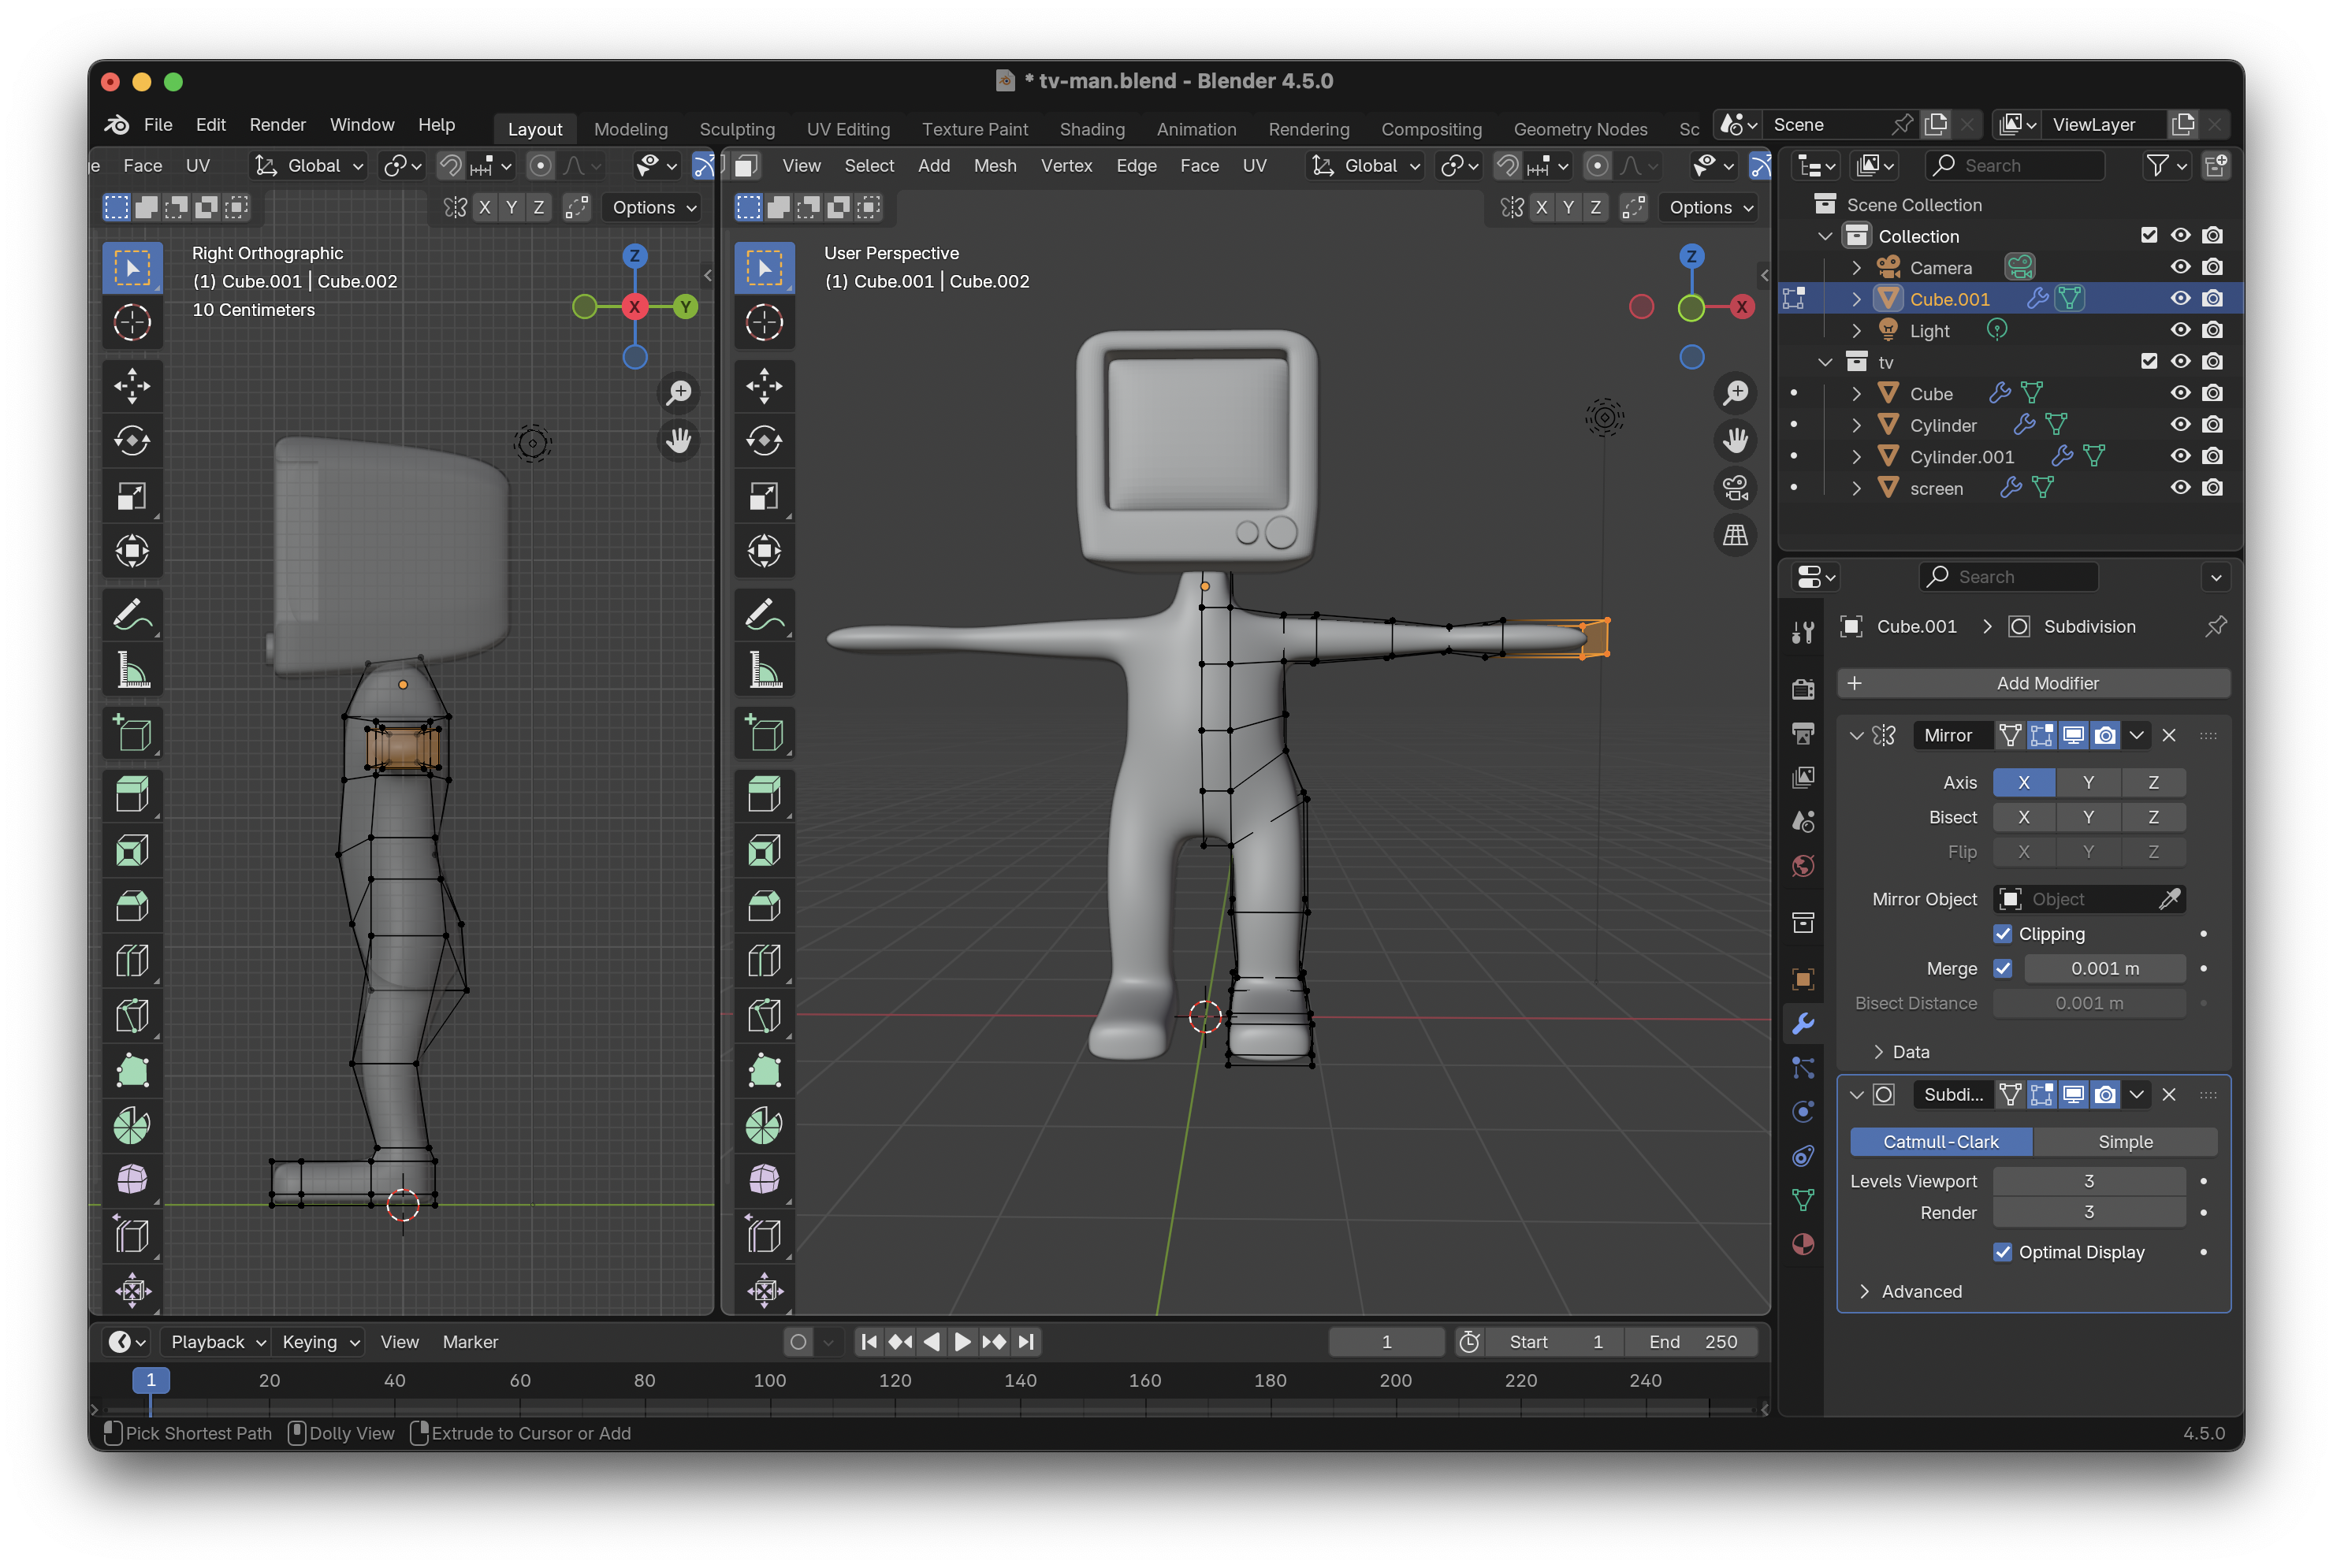 * tv-man.blend - Blender 4.5.0
File Edit Render Window Help Layout Modeling Sculpting UV Editing Texture Paint Shading Animation Rendering Compositing Geometry Nodes Sc Scene ViewLayer
ge Face UV Global
View Select Add Mesh Vertex Edge Face UV Global
Search
X Y Z Options
X Y Z Options
Right Orthographic
(1) Cube.001 | Cube.002
10 Centimeters
Z
X
Y
User Perspective
(1) Cube.001 | Cube.002
Z
X
Scene Collection
Collection
Camera
Cube.001
Light
tv
Cube
Cylinder
Cylinder.001
screen
Search
Cube.001 > Subdivision
+ Add Modifier
Mirror
Axis X Y Z
Bisect X Y Z
Flip X Y Z
Mirror Object Object
Clipping
Merge 0.001 m
Bisect Distance 0.001 m
Data
Subdi...
Catmull-Clark Simple
Levels Viewport 3
Render 3
Optimal Display
Advanced
Playback Keying View Marker 1 Start 1 End 250
1 20 40 60 80 100 120 140 160 180 200 220 240
Pick Shortest Path Dolly View Extrude to Cursor or Add 4.5.0